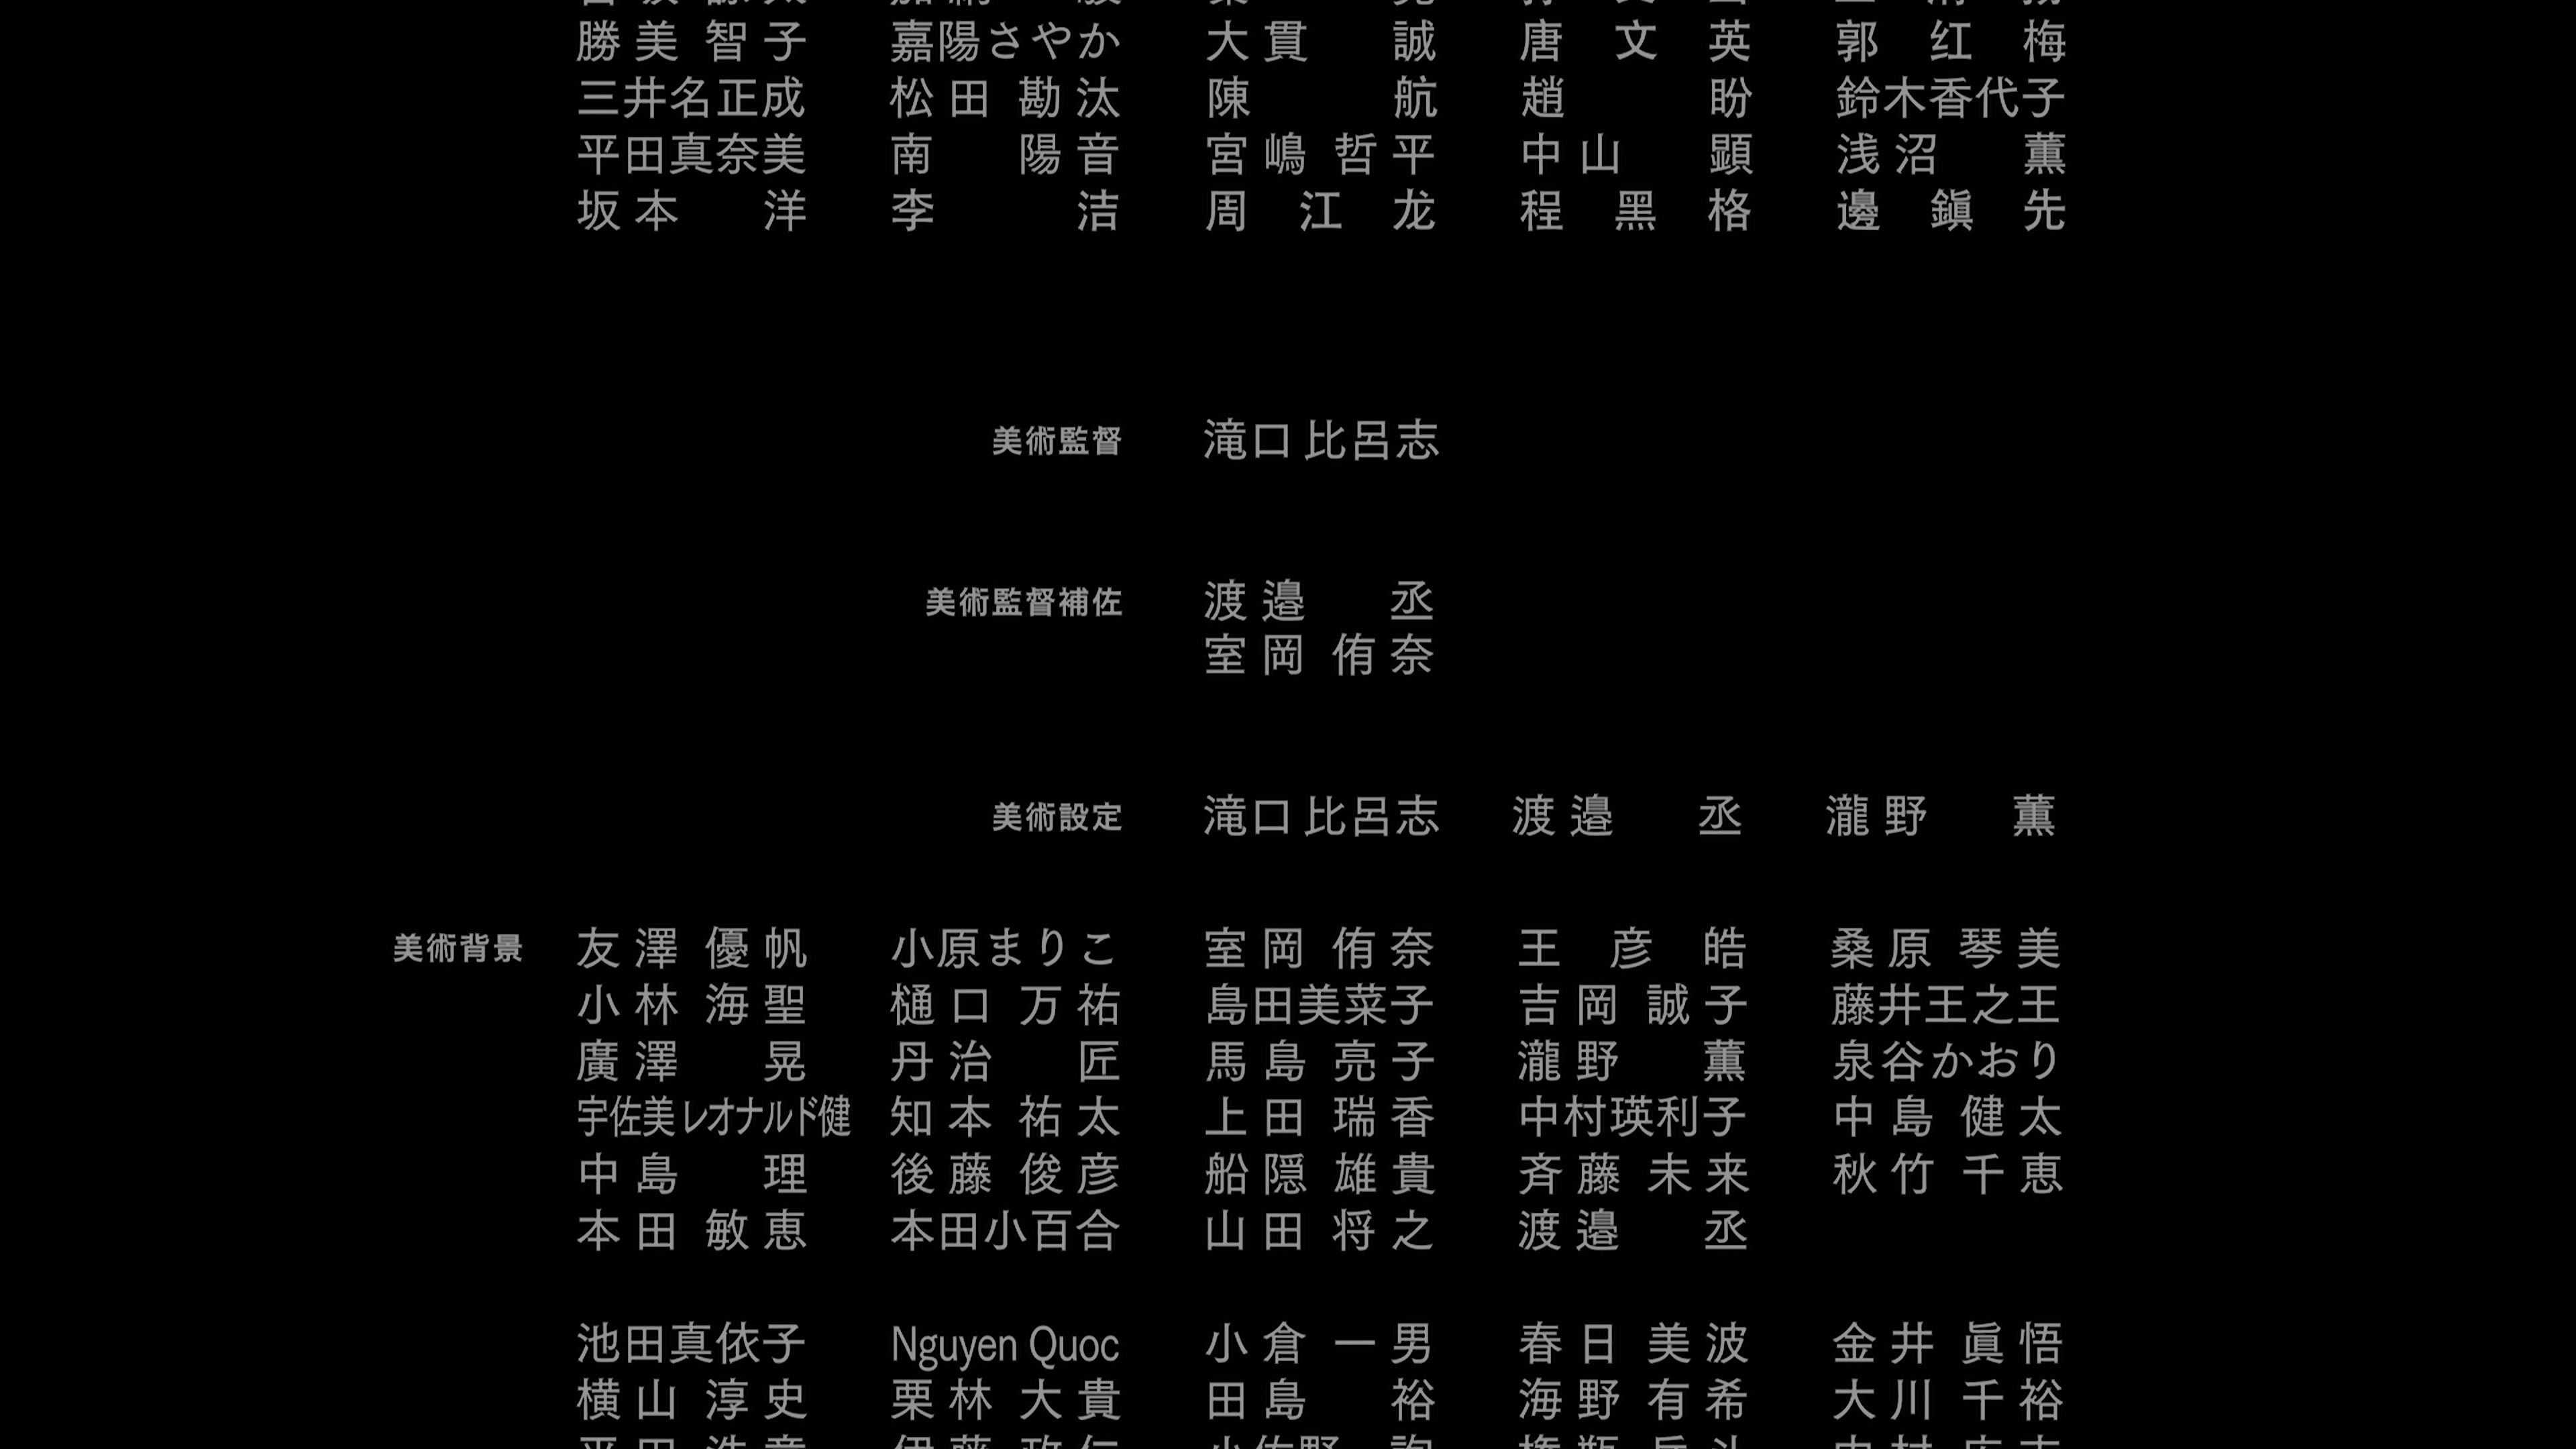 勝美智子 嘉陽さやか 大貫誠 唐文英 郭红梅
三井名正成 松田勘汰 陳航 趙盼 鈴木香代子
平田真奈美 南陽音 宮嶋哲平 中山顕 浅沼薫
坂本洋 李洁 周江龙 程黑格 邊鎭先
美術監督 滝口比呂志
美術監督補佐 渡邉丞
室岡侑奈
美術設定 滝口比呂志 渡邉丞 瀧野薫
美術背景 友澤優帆 小原まりこ 室岡侑奈 王彦皓 桑原琴美
小林海聖 樋口万祐 島田美菜子 吉岡誠子 藤井王之王
廣澤晃 丹治匠 馬島亮子 瀧野薫 泉谷かおり
宇佐美レオナルド健 知本祐太 上田瑞香 中村瑛利子 中島健太
中島理 後藤俊彦 船隠雄貴 斉藤未来 秋竹千恵
本田敏恵 本田小百合 山田将之 渡邉丞
池田真依子 Nguyen Quoc 小倉一男 春日美波 金井眞悟
横山淳史 栗林大貴 田島裕 海野有希 大川千裕